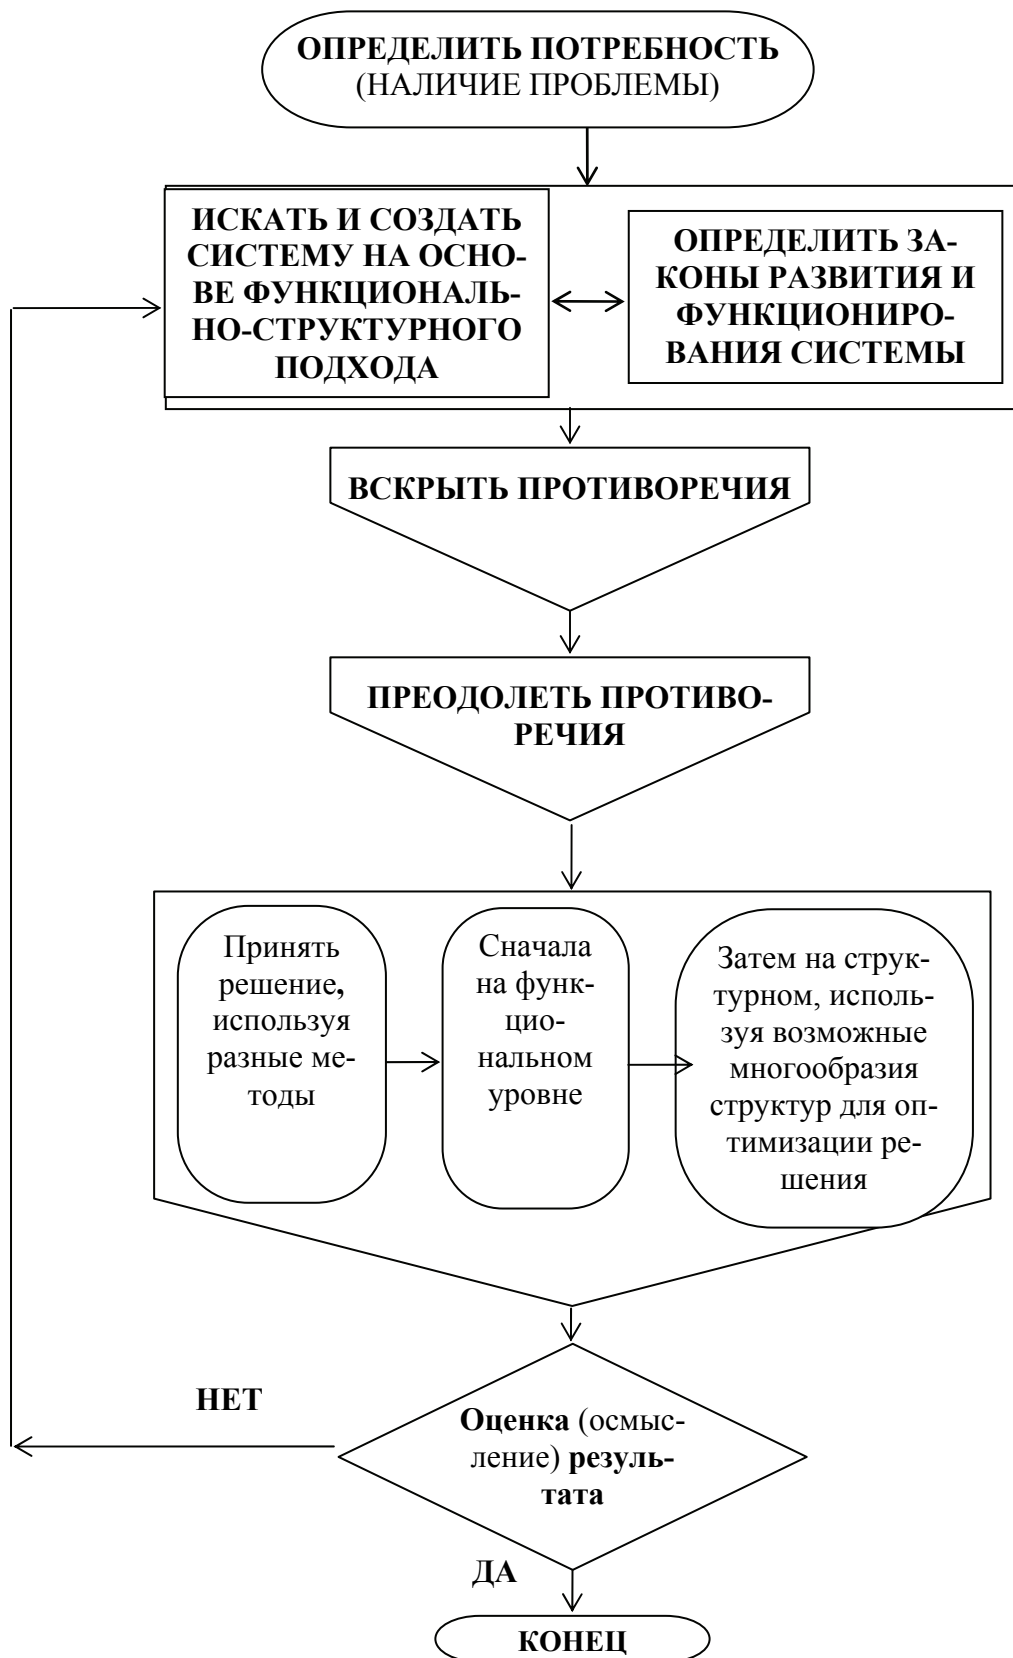 ОПРЕДЕЛИТЬ ПОТРЕБНОСТЬ
(НАЛИЧИЕ ПРОБЛЕМЫ)
ИСКАТЬ И СОЗДАТЬ
СИСТЕМУ НА ОСНО-
ВЕ ФУНКЦИОНАЛЬ-
НО-СТРУКТУРНОГО
ПОДХОДА
ОПРЕДЕЛИТЬ ЗА-
КОНЫ РАЗВИТИЯ И
ФУНКЦИОНИРО-
ВАНИЯ СИСТЕМЫ
ВСКРЫТЬ ПРОТИВОРЕЧИЯ
ПРЕОДОЛЕТЬ ПРОТИВО-
РЕЧИЯ
Принять
решение,
используя
разные ме-
тоды
Сначала
на функ-
цио-
нальном
уровне
Затем на струк-
турном, исполь-
зуя возможные
многообразия
структур для оп-
тимизации ре-
шения
НЕТ
Оценка (осмыс-
ление) резуль-
тата
ДА
КОНЕЦ